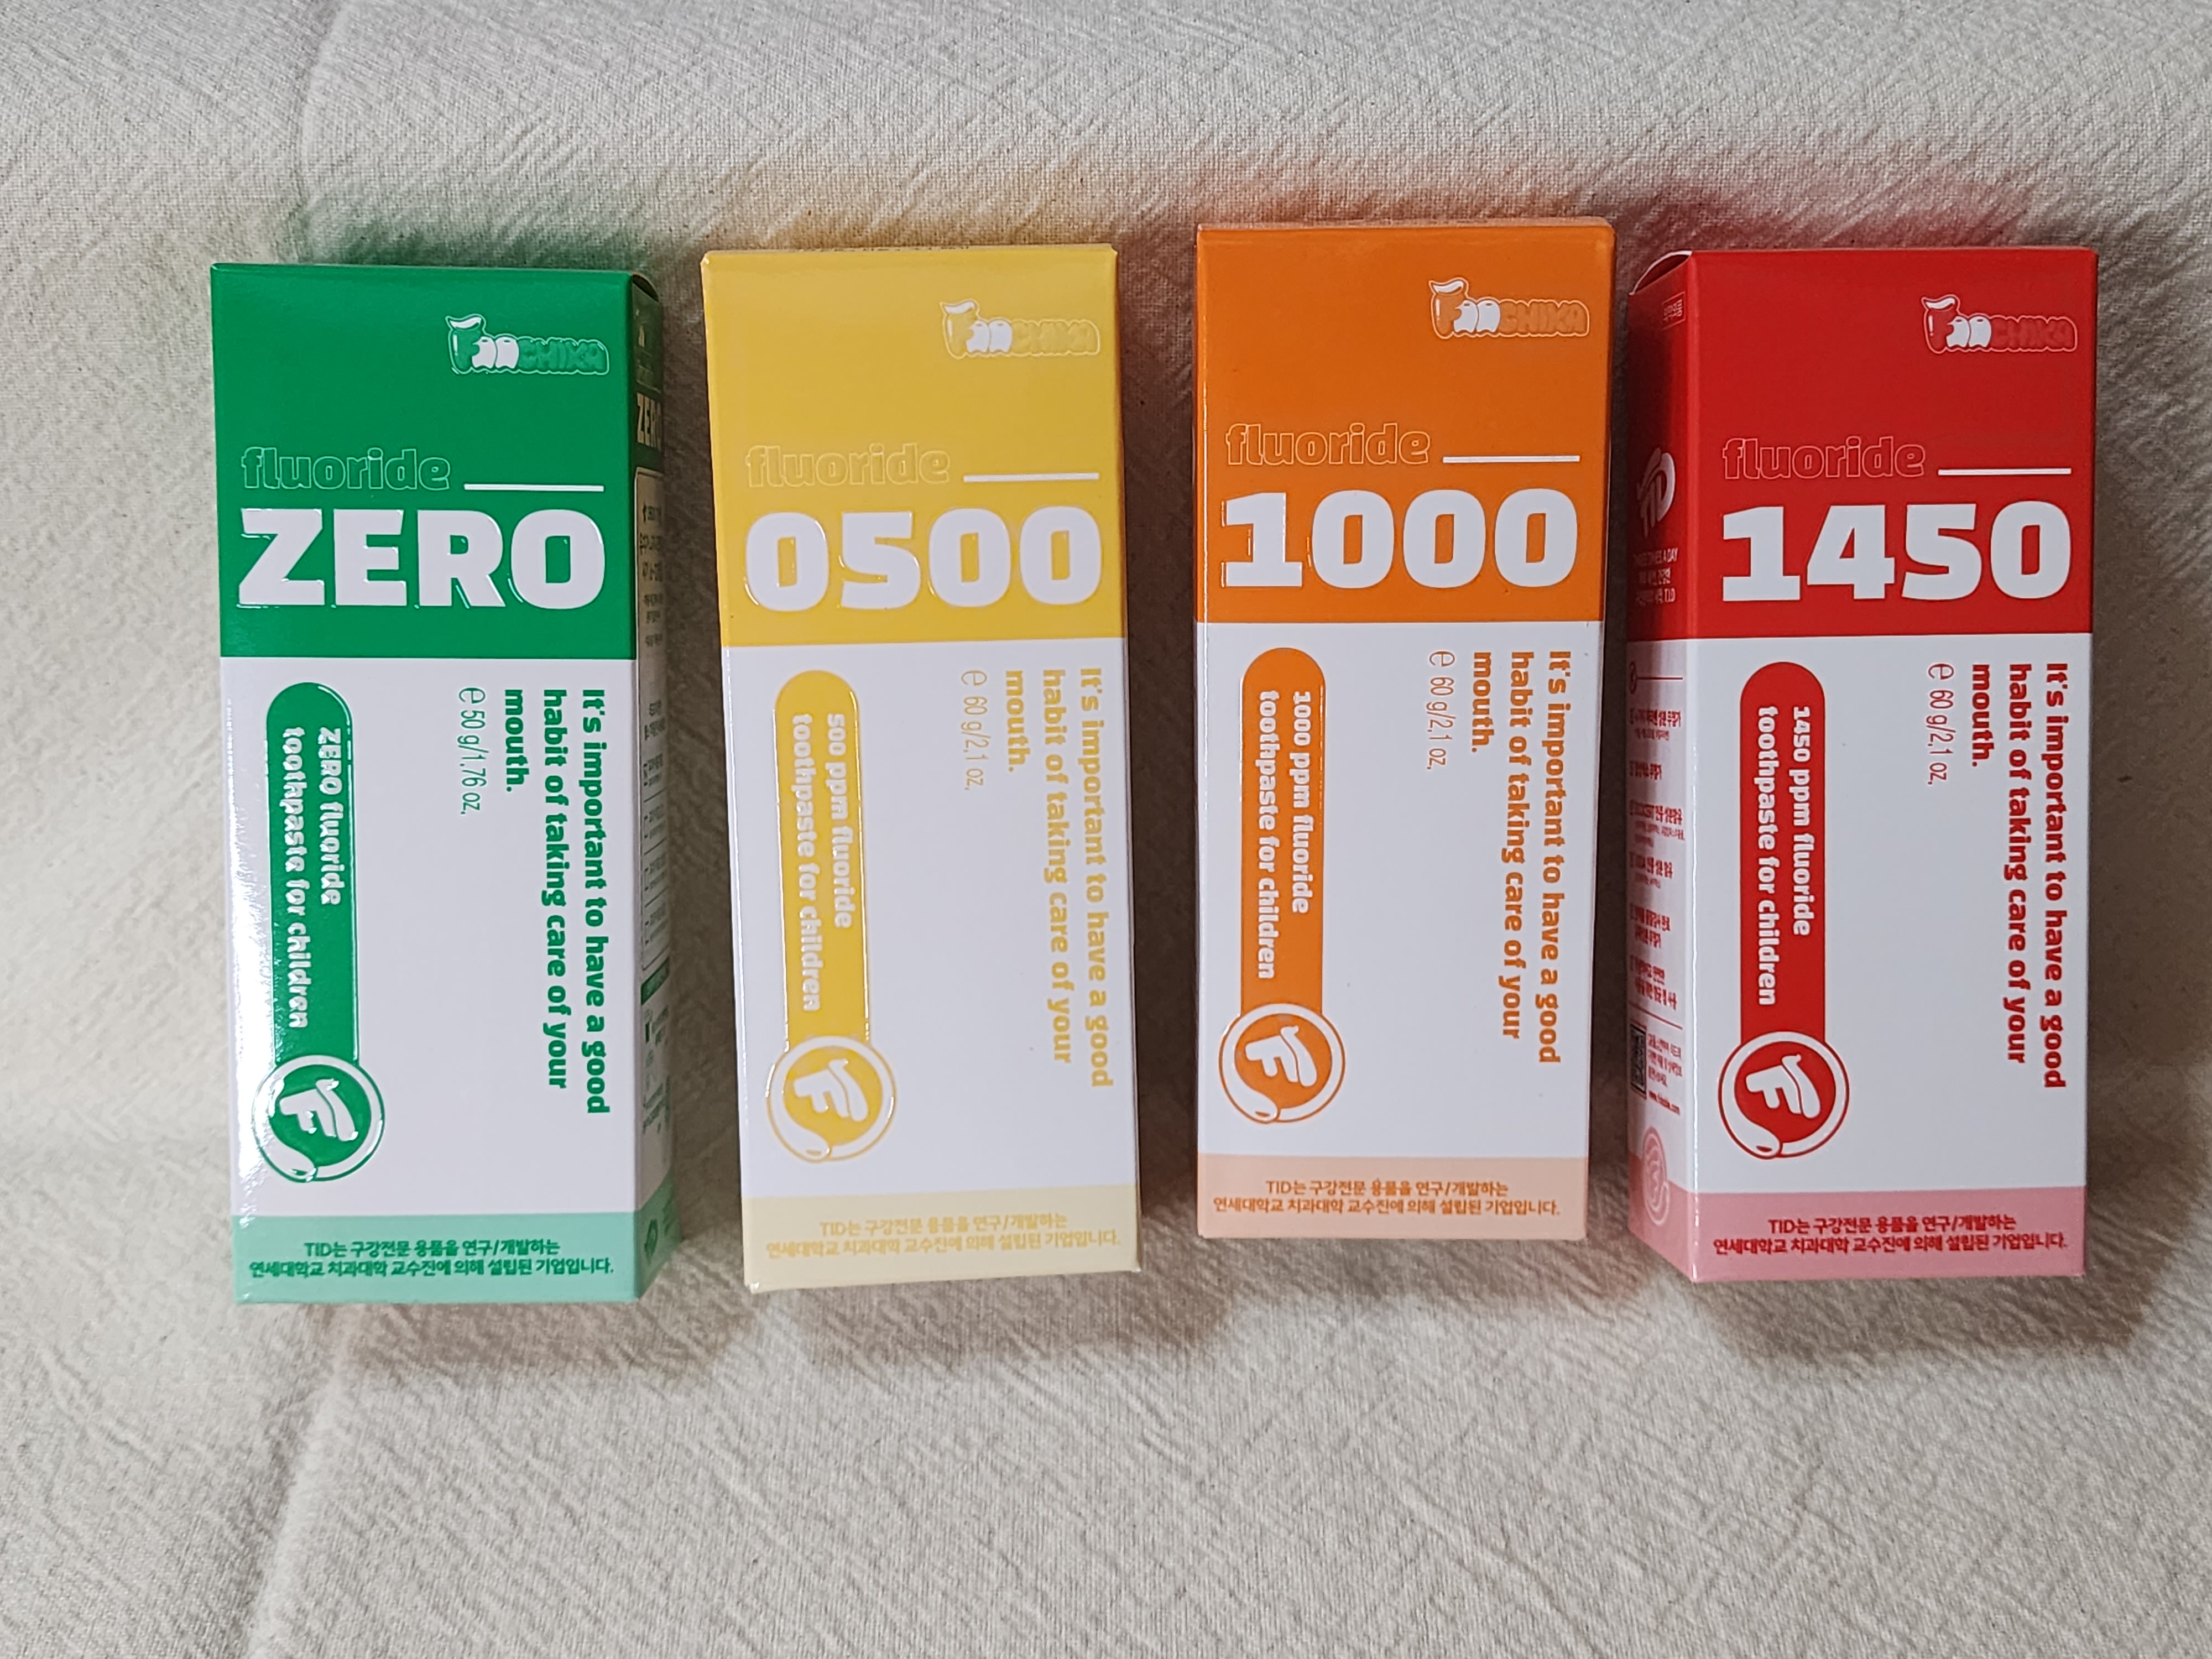 FOOCHIKA
fluoride
ZERO
It's important to have a good
habit of taking care of your
mouth.
℮ 50 g/1.76 oz.
ZERO fluoride
toothpaste for children
F
TID는 구강전문 용품을 연구/개발하는
연세대학교 치과대학 교수진에 의해 설립된 기업입니다.
ZERO
FOOCHIKA
fluoride
0500
It's important to have a good
habit of taking care of your
mouth.
℮ 60 g/2.1 oz.
500 ppm fluoride
toothpaste for children
F
TID는 구강전문 용품을 연구/개발하는
연세대학교 치과대학 교수진에 의해 설립된 기업입니다.
FOOCHIKA
fluoride
1000
It's important to have a good
habit of taking care of your
mouth.
℮ 60 g/2.1 oz.
1000 ppm fluoride
toothpaste for children
F
TID는 구강전문 용품을 연구/개발하는
연세대학교 치과대학 교수진에 의해 설립된 기업입니다.
TID
FOOCHIKA
fluoride
1450
It's important to have a good
habit of taking care of your
mouth.
℮ 60 g/2.1 oz.
1450 ppm fluoride
toothpaste for children
F
TID는 구강전문 용품을 연구/개발하는
연세대학교 치과대학 교수진에 의해 설립된 기업입니다.